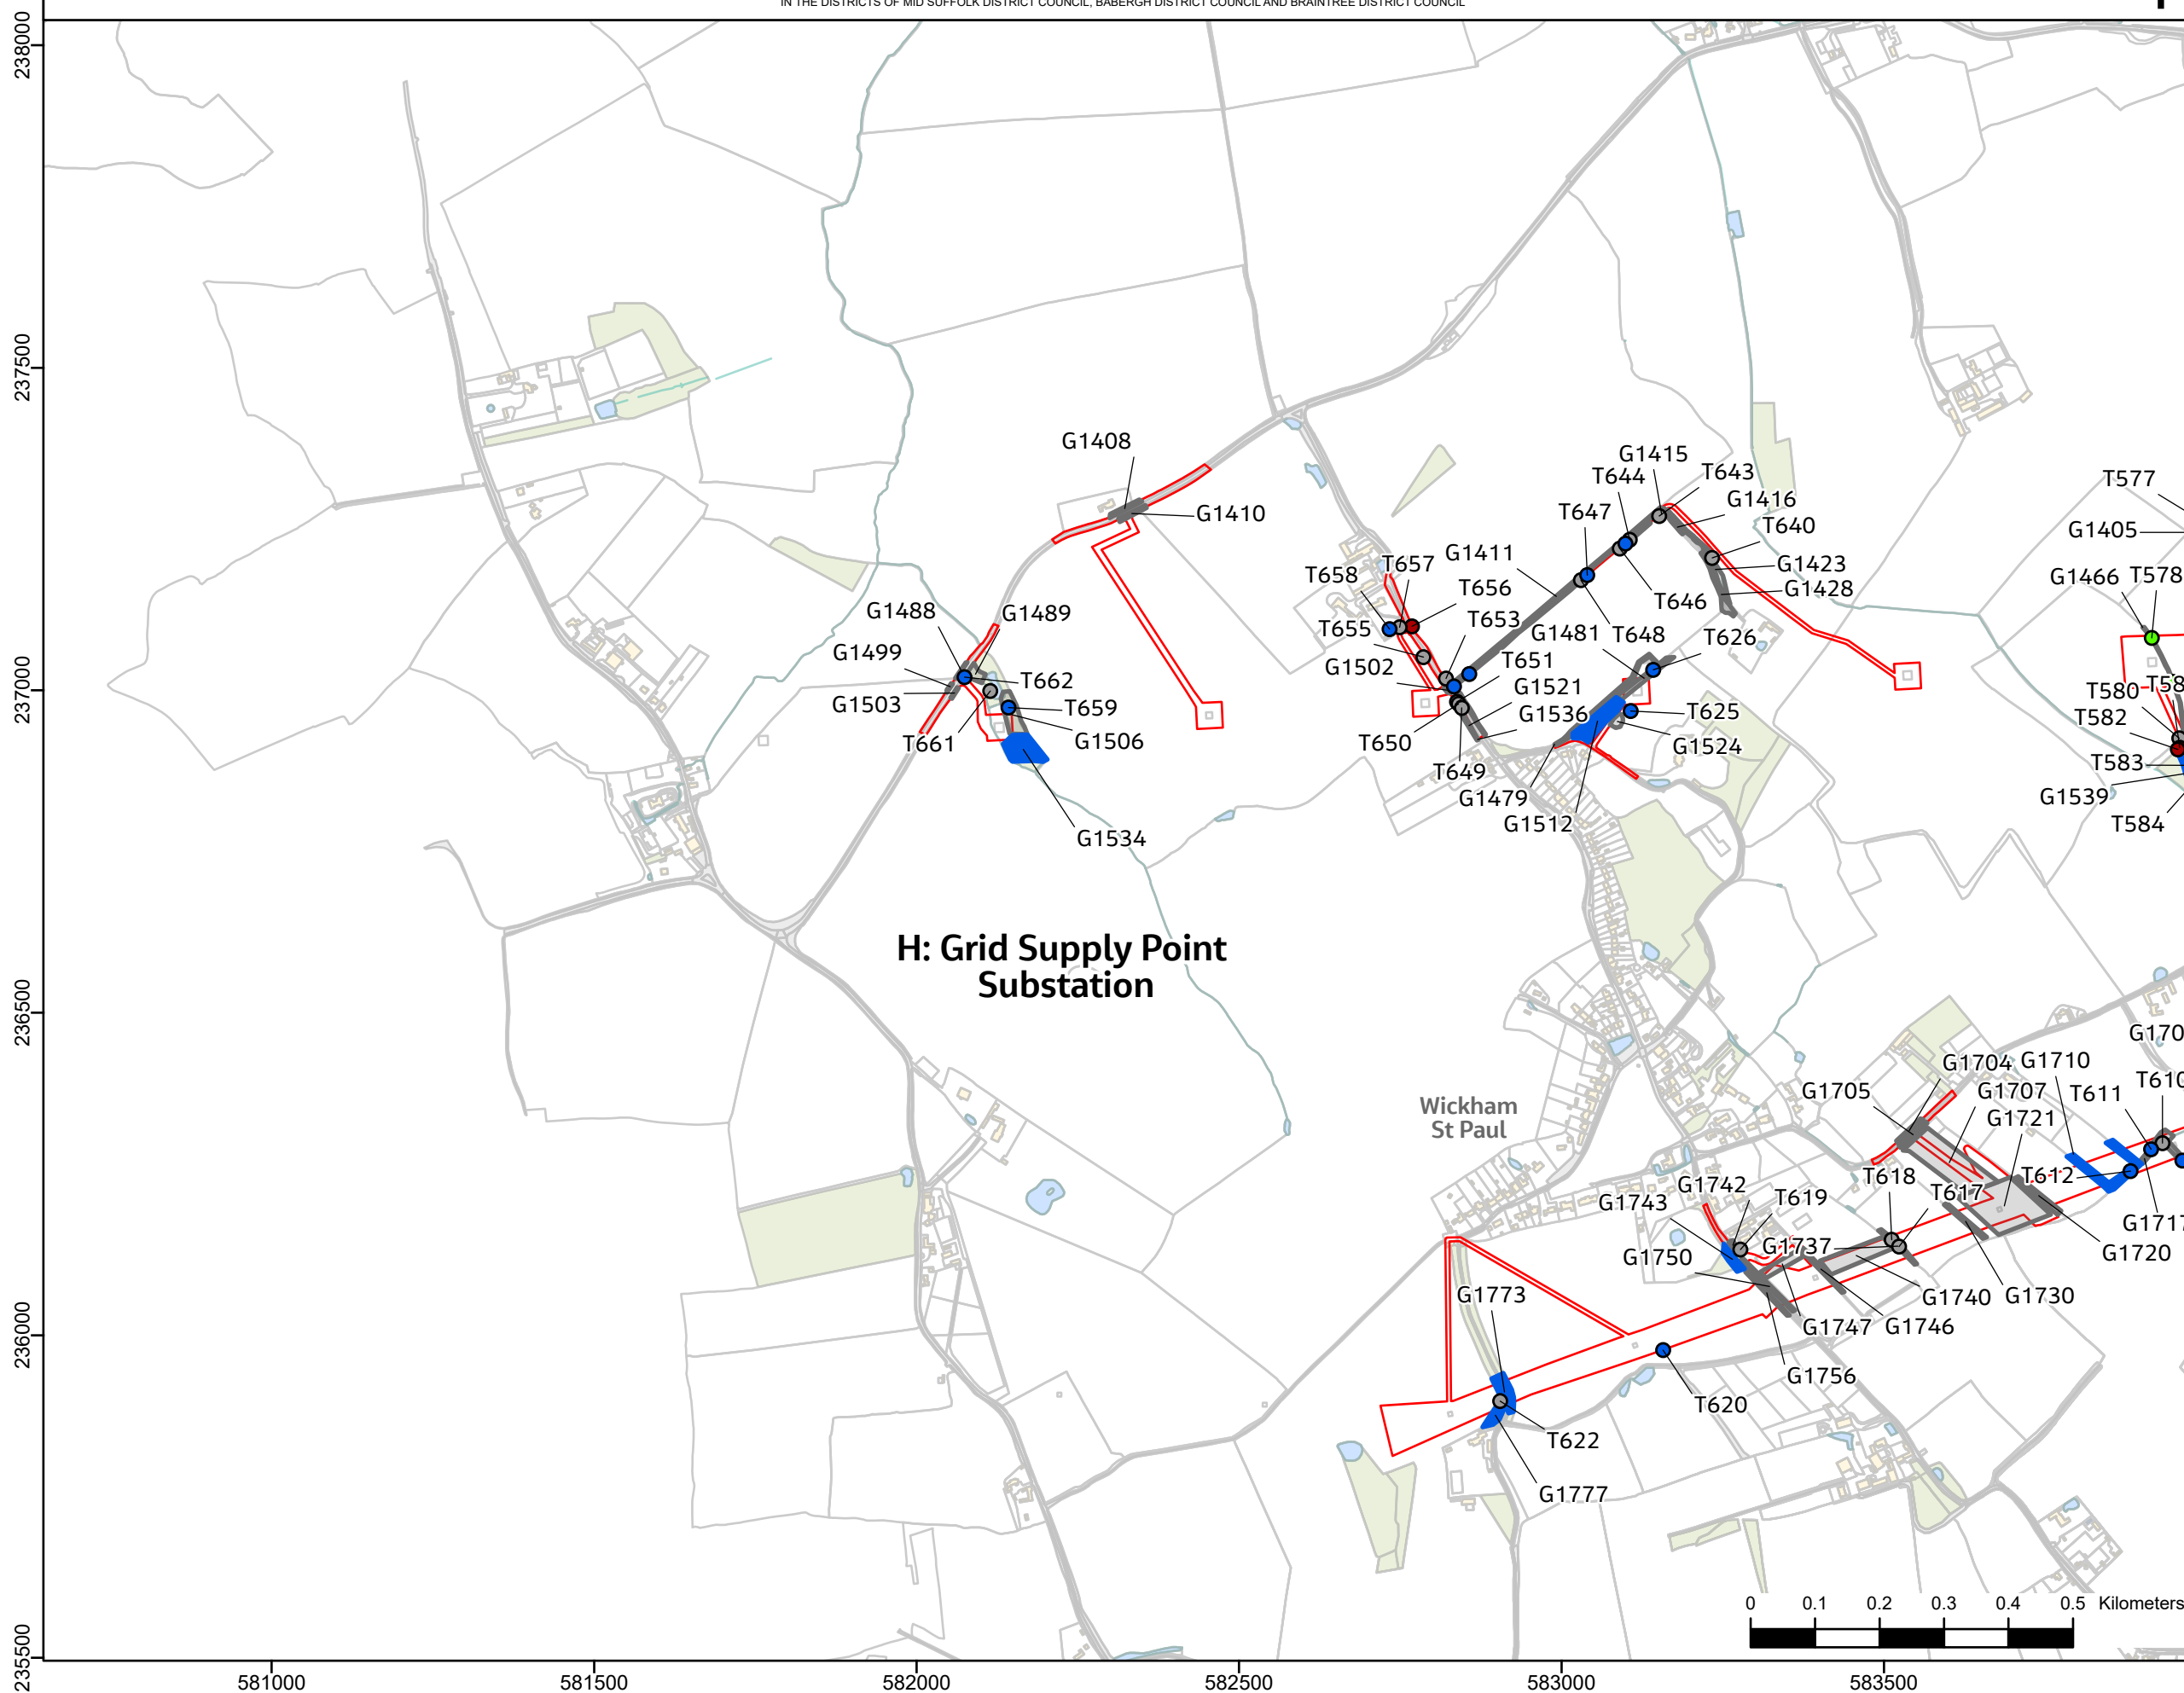 IN THE DISTRICTS OF MID SUFFOLK DISTRICT COUNCIL, BABERGH DISTRICT COUNCIL AND BRAINTREE DISTRICT COUNCIL
238000
237500
237000
236500
236000
235500
581000
581500
582000
582500
583000
583500
G1408
G1410
G1488
G1489
G1499
G1503
T662
T659
T661
G1506
G1534
G1415
T644
T643
G1416
T647
T640
G1411
G1423
G1428
T658
T657
T656
T646
T655
T653
G1481
T648
T626
G1502
T651
G1521
G1536
T625
T650
G1524
T649
G1479
G1512
T577
G1405
G1466
T578
T580
T582
T583
G1539
T584
H: Grid Supply Point
Substation
Wickham
St Paul
G1704
G1710
G1705
G1707
T611
G1721
T618
T612
G1742
T619
T617
G1743
G1737
G1750
G1720
G1773
G1740
G1730
G1747
G1746
G1756
T620
T622
G1777
0
0.1
0.2
0.3
0.4
0.5
Kilometers